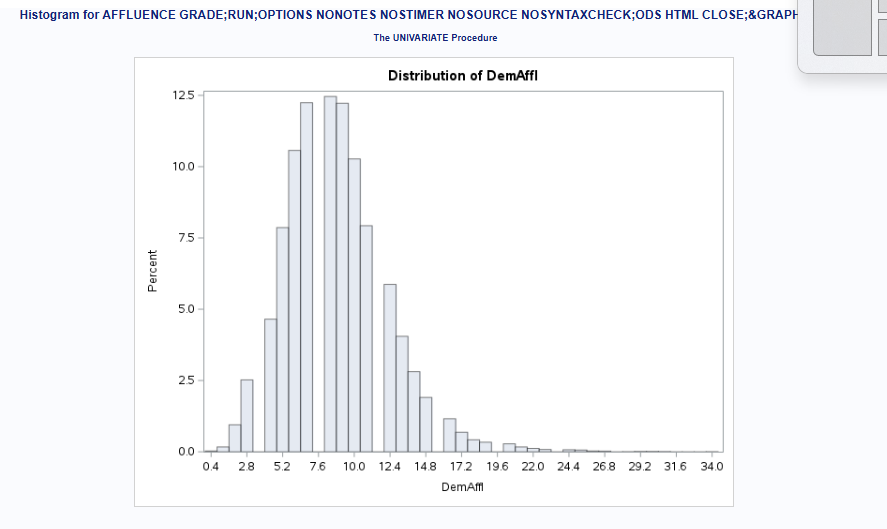 Histogram for AFFLUENCE GRADE;RUN;OPTIONS NONOTES NOSTIMER NOSOURCE NOSYNTAXCHECK;ODS HTML CLOSE;&GRAPH
The UNIVARIATE Procedure
Distribution of DemAffl
12.5
10.0
7.5
5.0
2.5
0.0
Percent
0.4 2.8 5.2 7.6 10.0 12.4 14.8 17.2 19.6 22.0 24.4 26.8 29.2 31.6 34.0
DemAffl